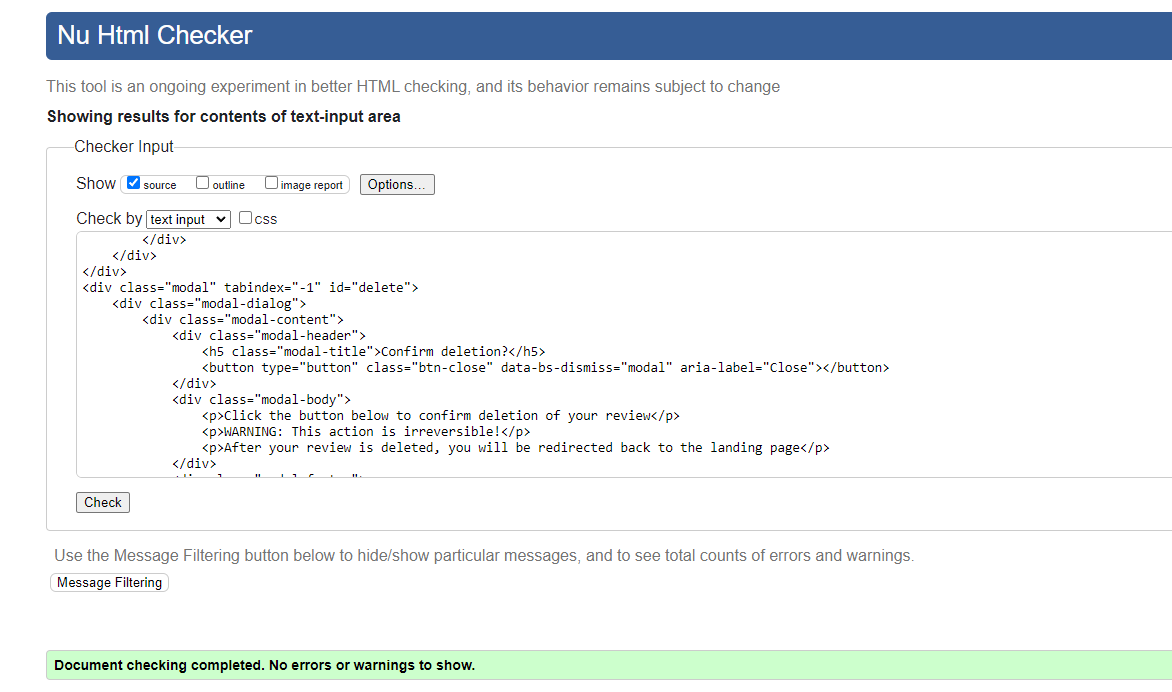 Nu Html Checker
This tool is an ongoing experiment in better HTML checking, and its behavior remains subject to change
Showing results for contents of text-input area
Checker Input
Show source outline image report Options...
Check by text input css
        </div>
    </div>
</div>
<div class="modal" tabindex="-1" id="delete">
    <div class="modal-dialog">
        <div class="modal-content">
            <div class="modal-header">
                <h5 class="modal-title">Confirm deletion?</h5>
                <button type="button" class="btn-close" data-bs-dismiss="modal" aria-label="Close"></button>
            </div>
            <div class="modal-body">
                <p>Click the button below to confirm deletion of your review</p>
                <p>WARNING: This action is irreversible!</p>
                <p>After your review is deleted, you will be redirected back to the landing page</p>
            </div>
Check
Use the Message Filtering button below to hide/show particular messages, and to see total counts of errors and warnings.
Message Filtering
Document checking completed. No errors or warnings to show.